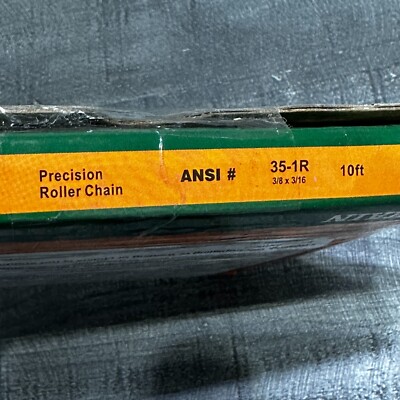 Precision
Roller Chain
ANSI #
35-1R
3/8 x 3/16
10ft